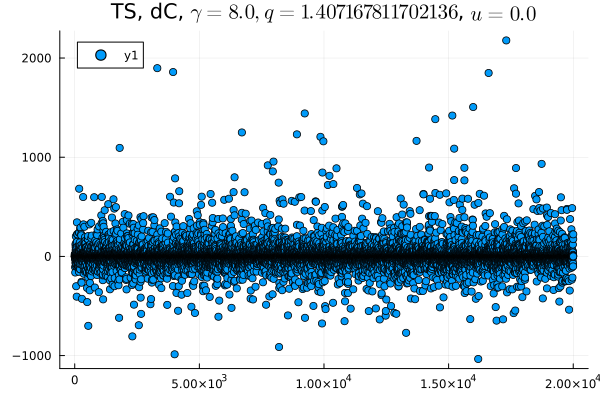 TS, dC, γ = 8.0, q = 1.407167811702136, u = 0.0
y1
2000
1000
0
−1000
0 5.00×10³ 1.00×10⁴ 1.50×10⁴ 2.00×10⁴